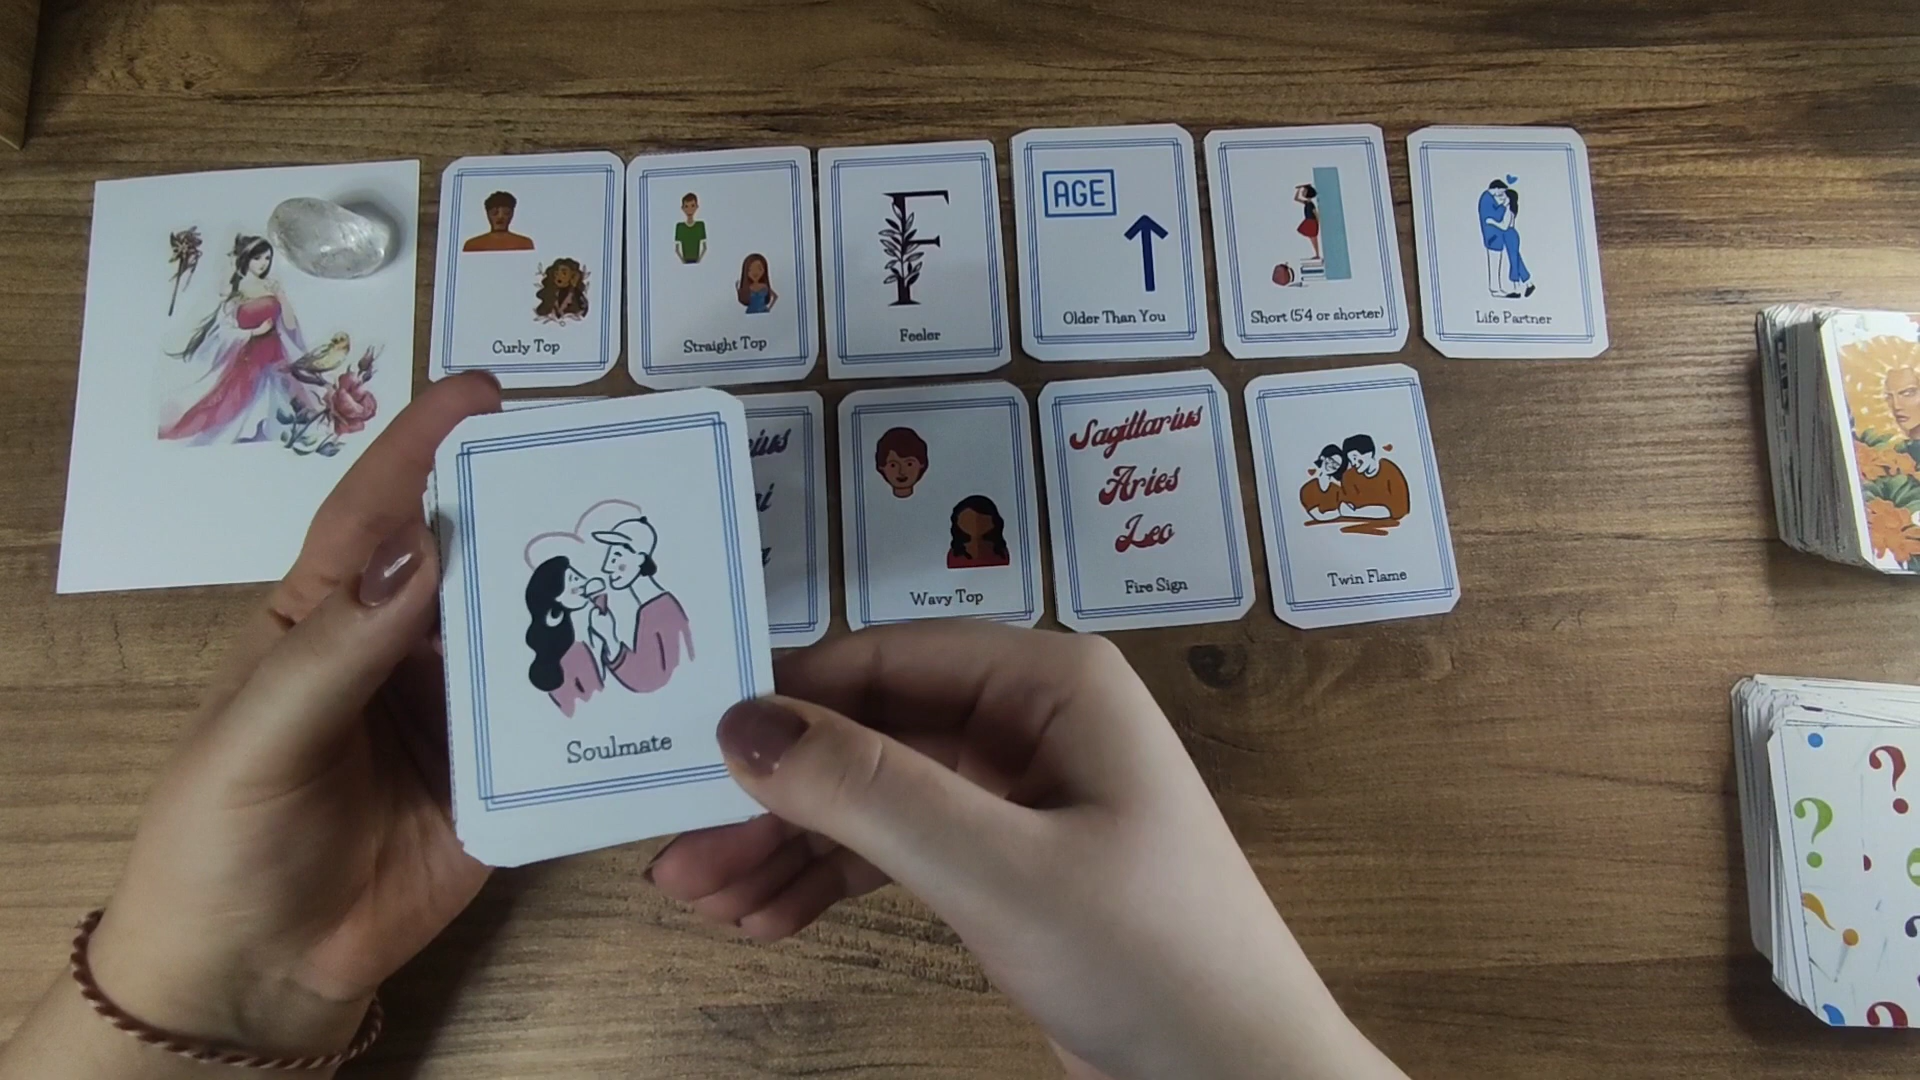 Curly Top
Straight Top
F
Feeler
AGE
Older Than You
Short (5'4 or shorter)
Life Partner
Soulmate
Wavy Top
Sagittarius
Aries
Leo
Fire Sign
Twin Flame
? ? ? ?